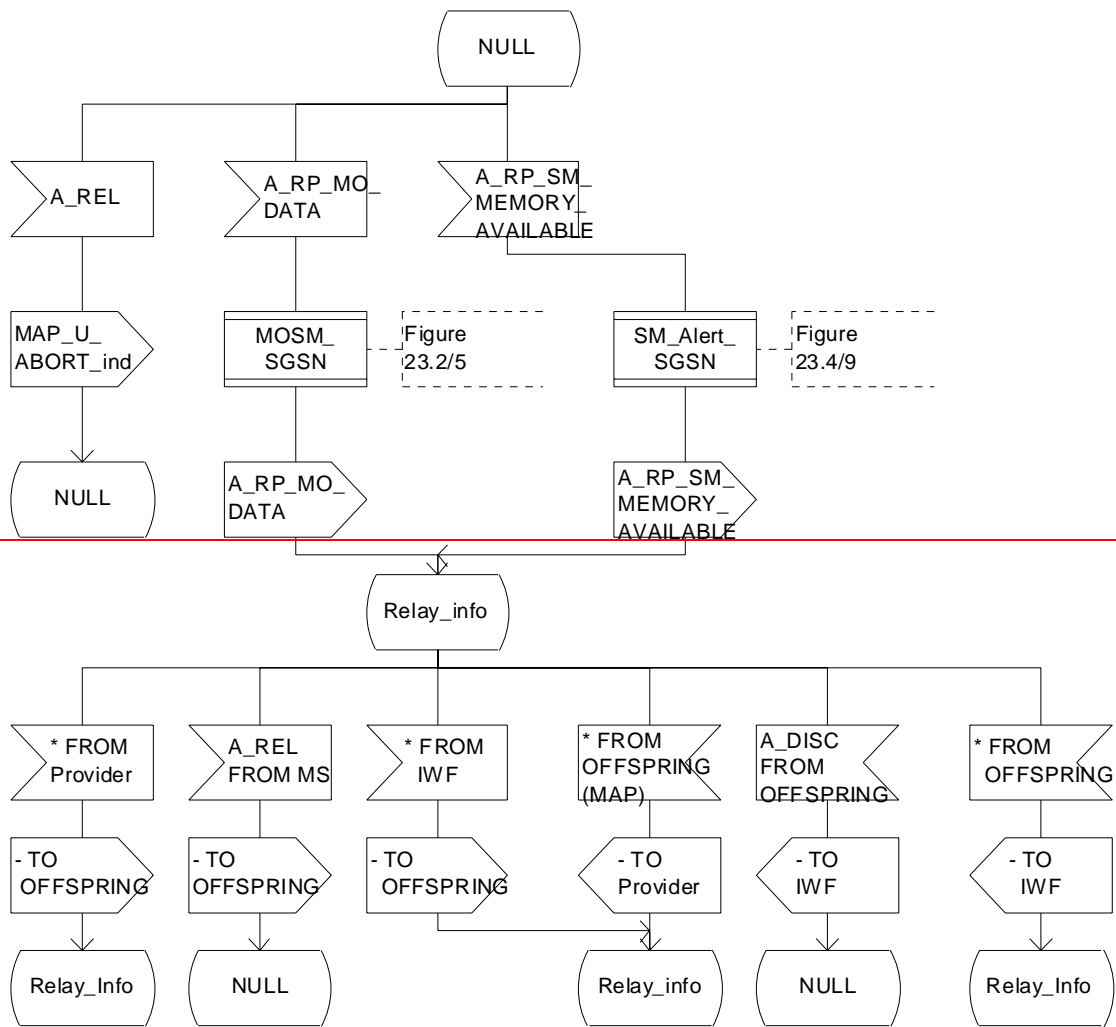 NULL
A_REL
A_RP_MO_
DATA
A_RP_SM_
MEMORY_
AVAILABLE
MAP_U_
ABORT_ind
MOSM_
SGSN
Figure
23.2/5
SM_Alert_
SGSN
Figure
23.4/9
NULL
A_RP_MO_
DATA
A_RP_SM_
MEMORY_
AVAILABLE
Relay_info
* FROM
Provider
A_REL
FROM MS
* FROM
IWF
* FROM
OFFSPRING
(MAP)
A_DISC
FROM
OFFSPRING
* FROM
OFFSPRING
- TO
OFFSPRING
- TO
OFFSPRING
- TO
OFFSPRING
- TO
Provider
- TO
IWF
- TO
IWF
Relay_Info
NULL
Relay_info
NULL
Relay_Info